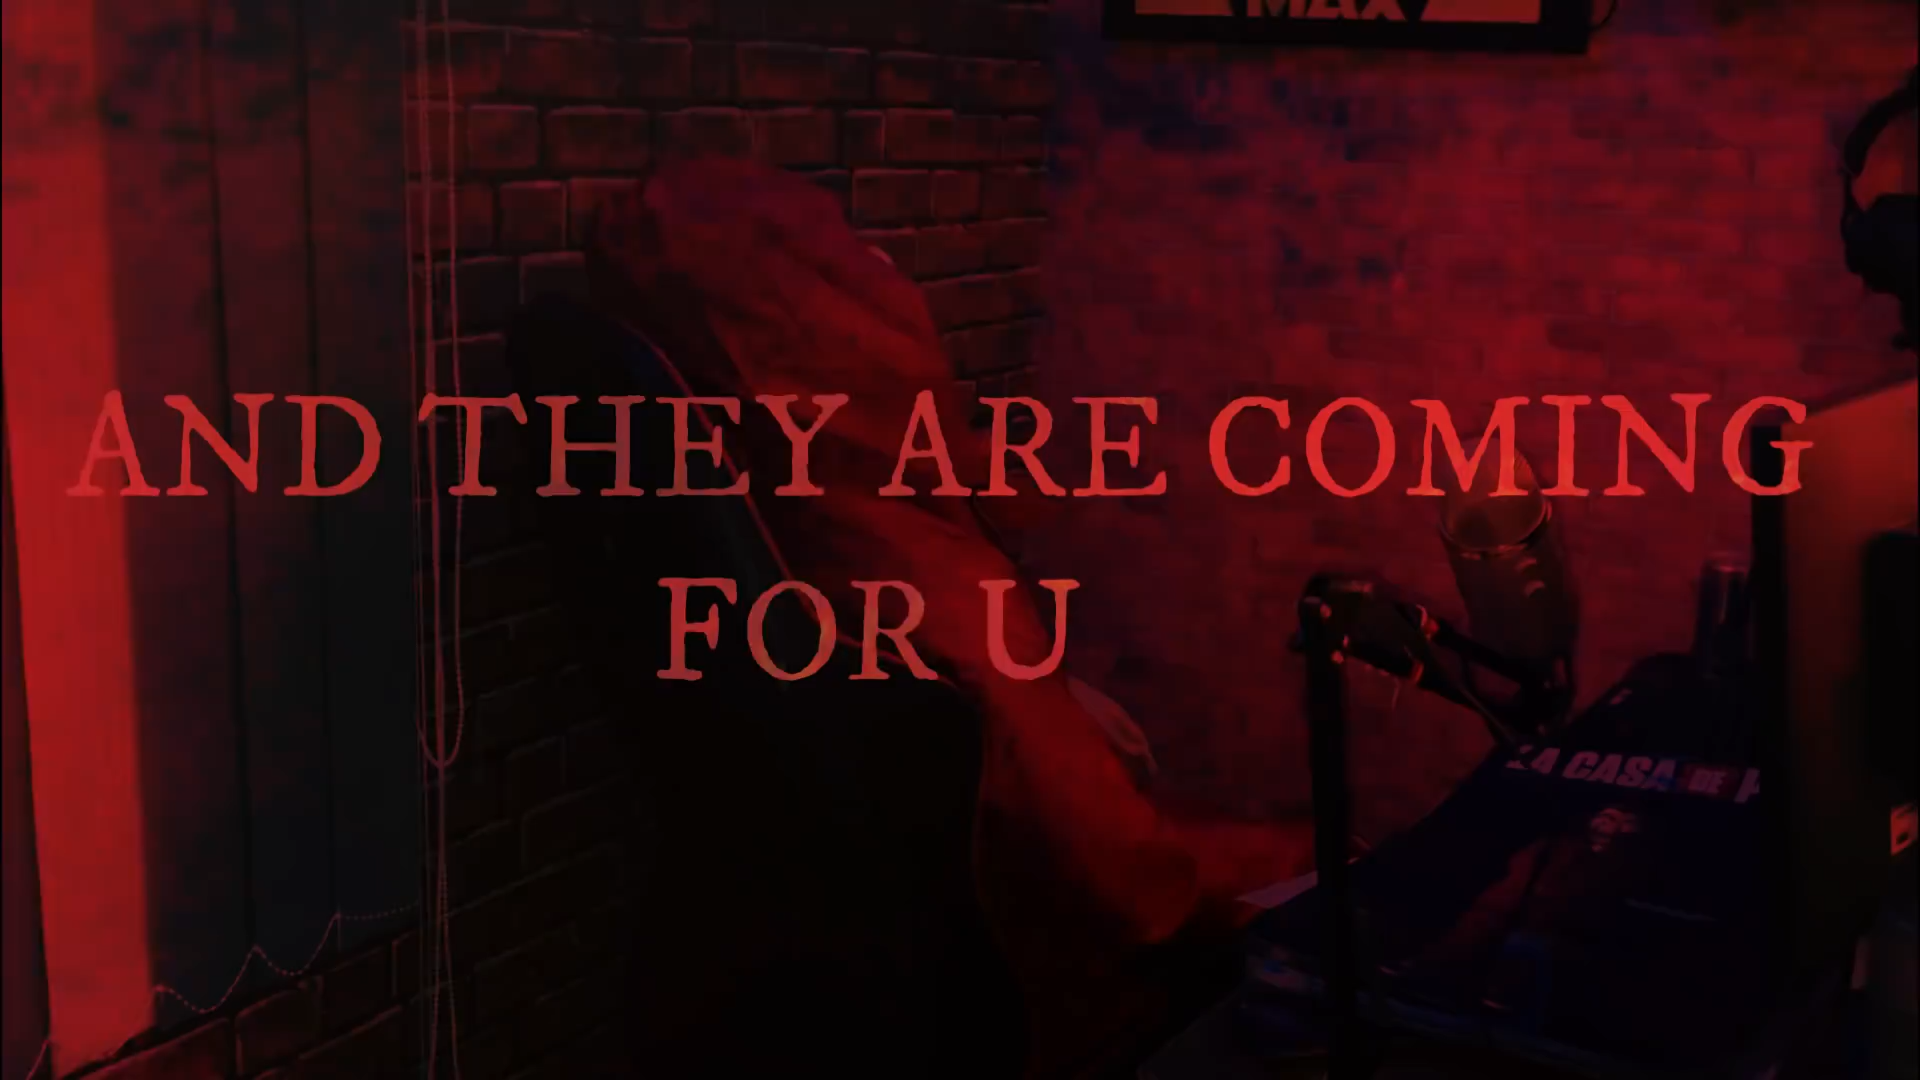 MAX
AND THEY ARE COMING
FOR U
LA CASA DE